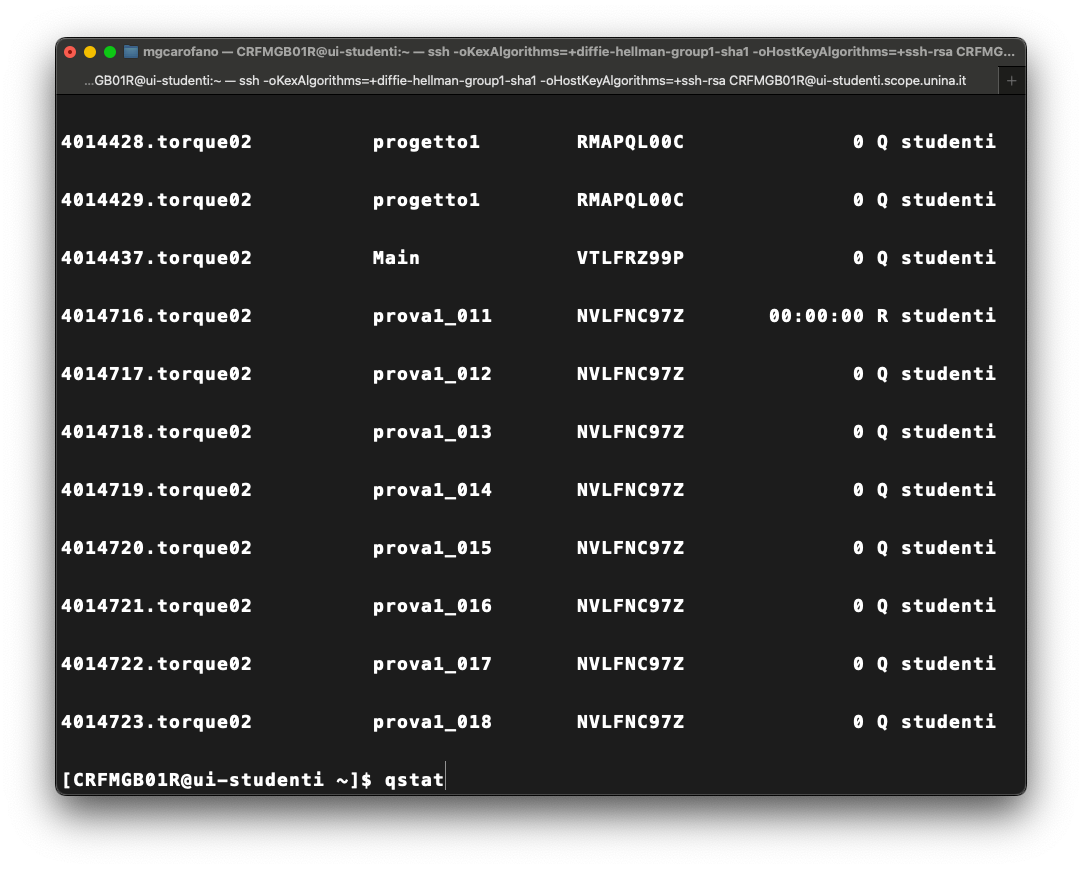 mgcarofano — CRFMGB01R@ui-studenti:~ — ssh -oKexAlgorithms=+diffie-hellman-group1-sha1 -oHostKeyAlgorithms=+ssh-rsa CRFMG...
...GB01R@ui-studenti:~ — ssh -oKexAlgorithms=+diffie-hellman-group1-sha1 -oHostKeyAlgorithms=+ssh-rsa CRFMGB01R@ui-studenti.scope.unina.it +
4014428.torque02 progetto1 RMAPQL00C 0 Q studenti
4014429.torque02 progetto1 RMAPQL00C 0 Q studenti
4014437.torque02 Main VTLFRZ99P 0 Q studenti
4014716.torque02 prova1_011 NVLFNC97Z 00:00:00 R studenti
4014717.torque02 prova1_012 NVLFNC97Z 0 Q studenti
4014718.torque02 prova1_013 NVLFNC97Z 0 Q studenti
4014719.torque02 prova1_014 NVLFNC97Z 0 Q studenti
4014720.torque02 prova1_015 NVLFNC97Z 0 Q studenti
4014721.torque02 prova1_016 NVLFNC97Z 0 Q studenti
4014722.torque02 prova1_017 NVLFNC97Z 0 Q studenti
4014723.torque02 prova1_018 NVLFNC97Z 0 Q studenti
[CRFMGB01R@ui-studenti ~]$ qstat